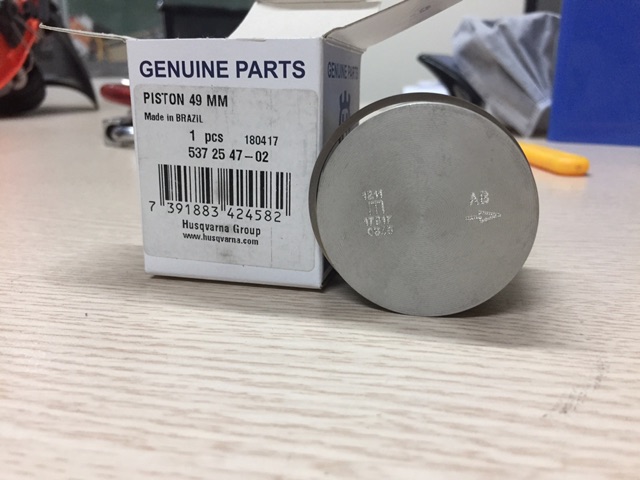 GENUINE PARTS
PISTON 49 MM
Made in BRAZIL
1 pcs 180417
537 25 47-02
7 391883 424582
Husqvarna Group
www.husqvarna.com
GENUINE PARTS
AB